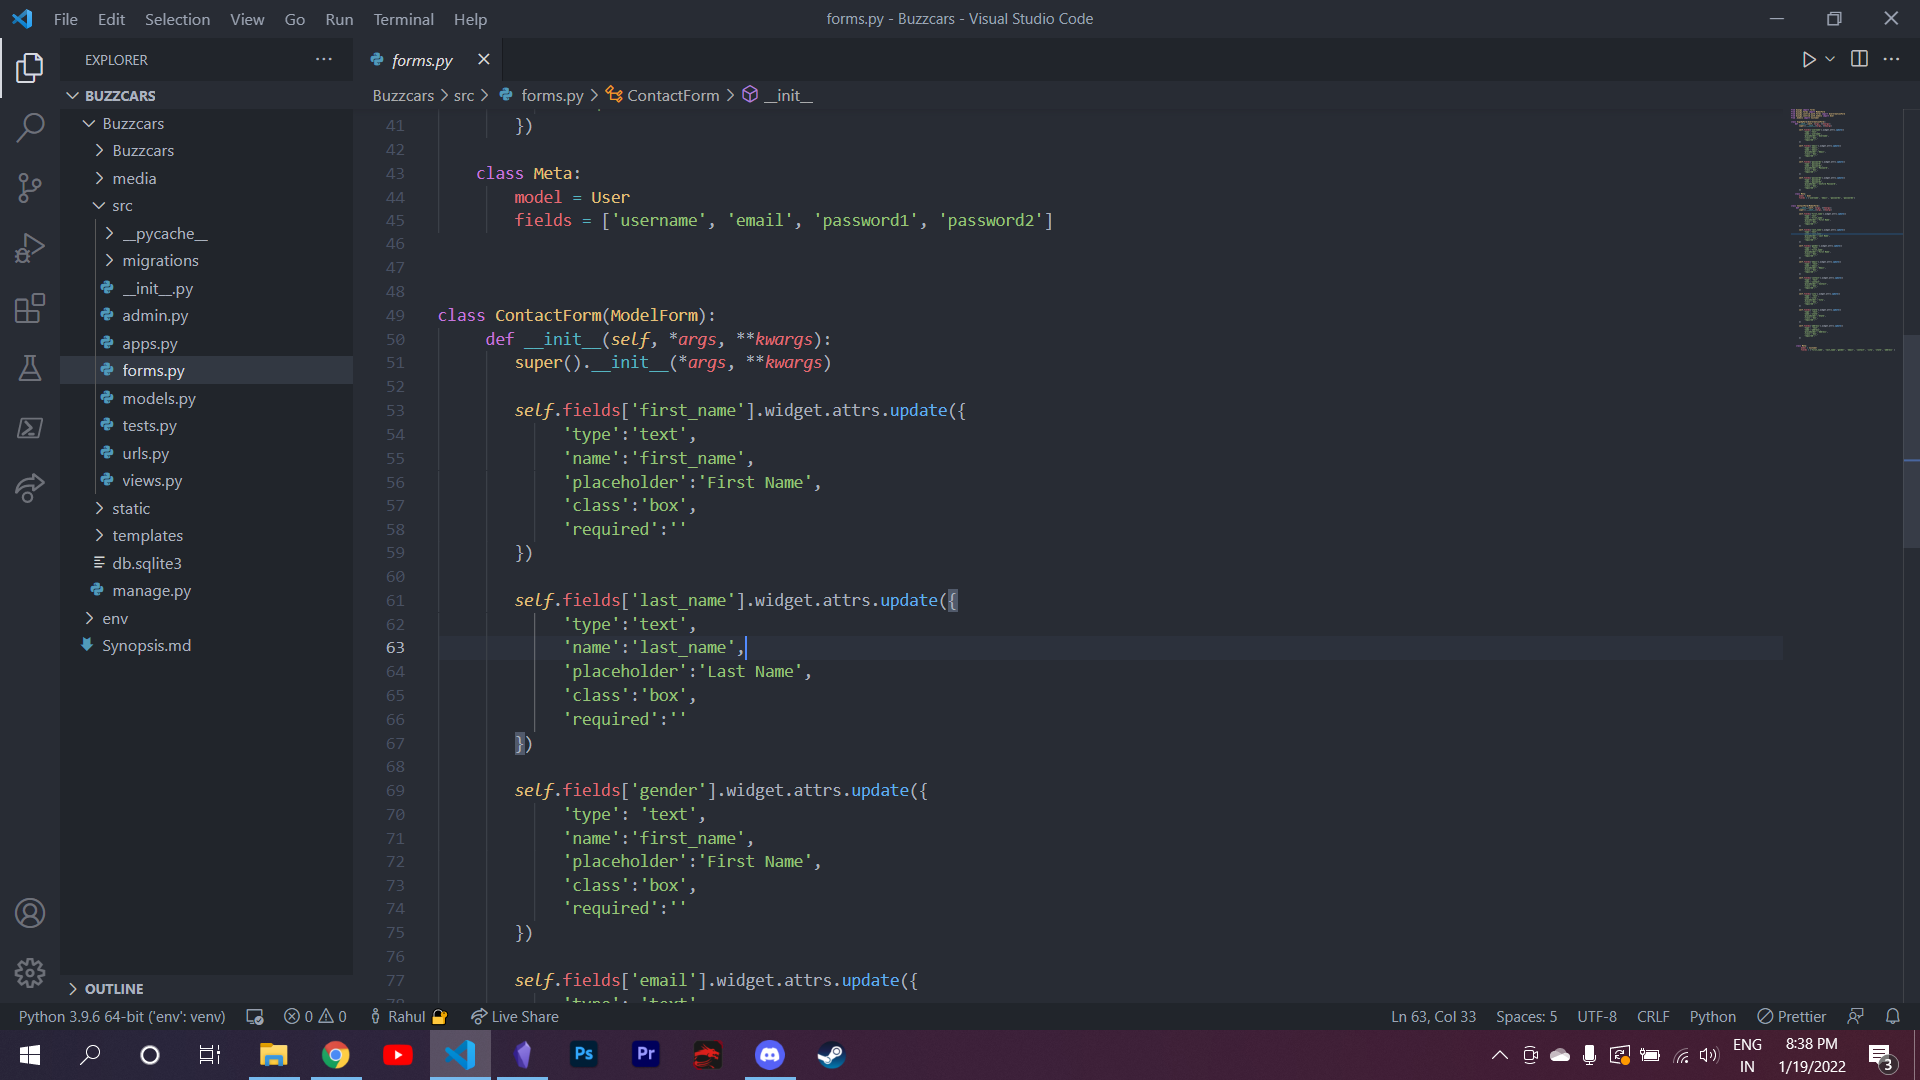 File Edit Selection View Go Run Terminal Help
forms.py - Buzzcars - Visual Studio Code
EXPLORER
BUZZCARS
Buzzcars
Buzzcars
media
src
__pycache__
migrations
__init__.py
admin.py
apps.py
forms.py
models.py
tests.py
urls.py
views.py
static
templates
db.sqlite3
manage.py
env
Synopsis.md
OUTLINE
forms.py
Buzzcars > src > forms.py > ContactForm > __init__
41 })
42
43 class Meta:
44 model = User
45 fields = ['username', 'email', 'password1', 'password2']
46
47
48
49 class ContactForm(ModelForm):
50 def __init__(self, *args, **kwargs):
51 super().__init__(*args, **kwargs)
52
53 self.fields['first_name'].widget.attrs.update({
54 'type':'text',
55 'name':'first_name',
56 'placeholder':'First Name',
57 'class':'box',
58 'required':''
59 })
60
61 self.fields['last_name'].widget.attrs.update({
62 'type':'text',
63 'name':'last_name',
64 'placeholder':'Last Name',
65 'class':'box',
66 'required':''
67 })
68
69 self.fields['gender'].widget.attrs.update({
70 'type': 'text',
71 'name':'first_name',
72 'placeholder':'First Name',
73 'class':'box',
74 'required':''
75 })
76
77 self.fields['email'].widget.attrs.update({
Python 3.9.6 64-bit ('env': venv) 0 0 Rahul Live Share
Ln 63, Col 33 Spaces: 5 UTF-8 CRLF Python Prettier
Ps Pr
ENG
IN
8:38 PM
1/19/2022
3